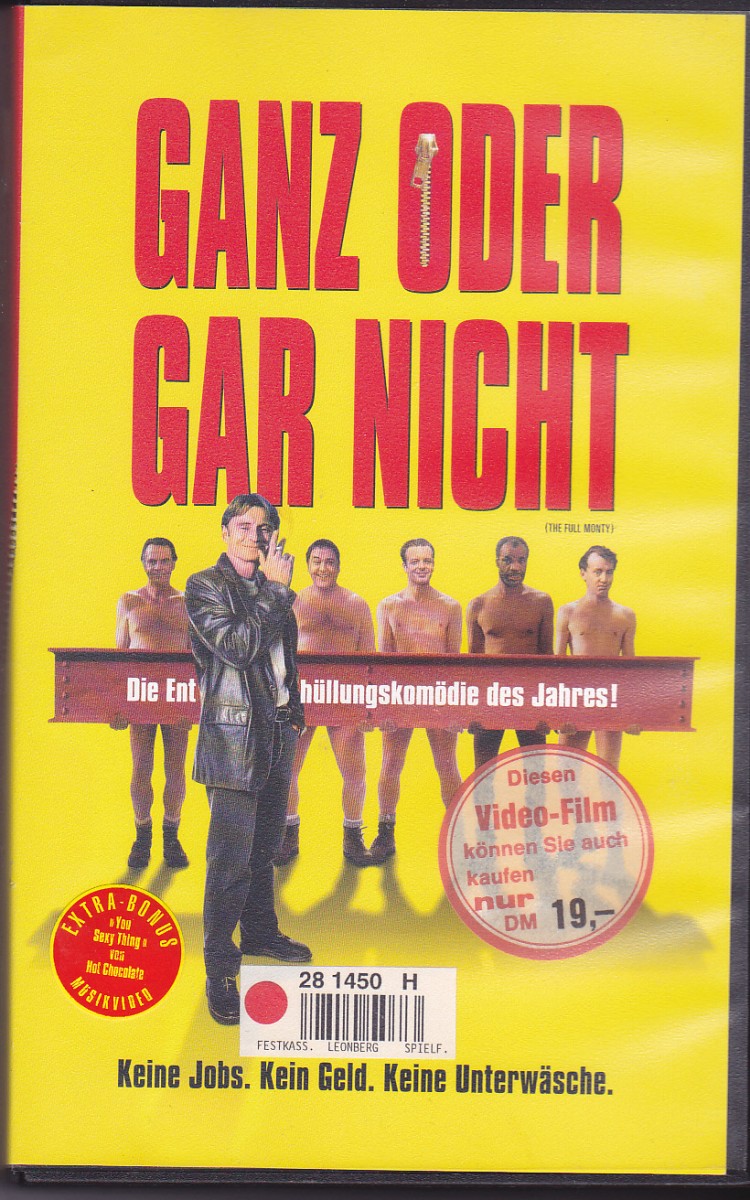 GANZ ODER
GAR NICHT
(THE FULL MONTY)
Die Ent hüllungskomödie des Jahres!
Diesen
Video-Film
können Sie auch
kaufen
nur
DM 19,-
EXTRA-BONUS
»You
Sexy Thing«
von
Hot Chocolate
MUSIKVIDEO
28 1450 H
FESTKASS. LEONBERG SPIELF.
Keine Jobs. Kein Geld. Keine Unterwäsche.